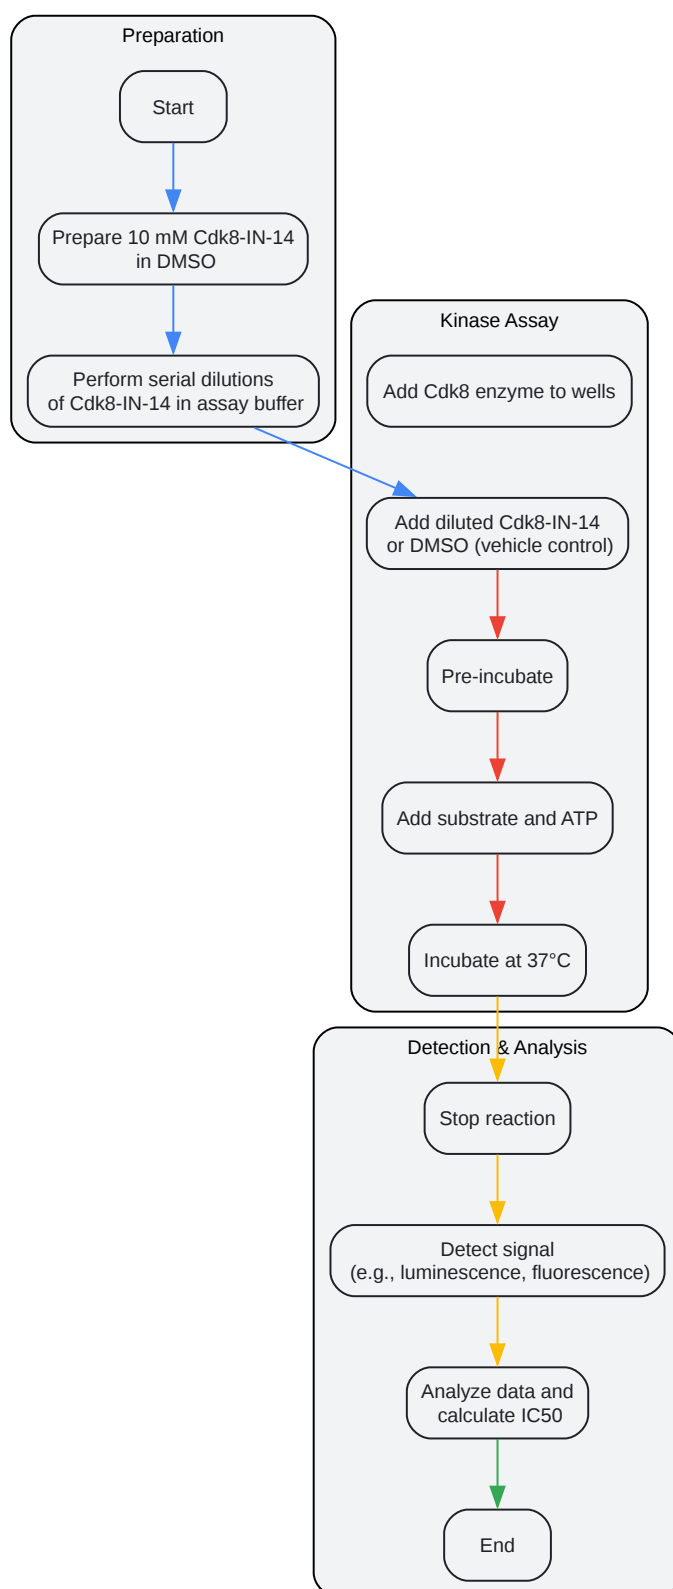 Preparation
Start
Prepare 10 mM Cdk8-IN-14
in DMSO
Perform serial dilutions
of Cdk8-IN-14 in assay buffer
Kinase Assay
Add Cdk8 enzyme to wells
Add diluted Cdk8-IN-14
or DMSO (vehicle control)
Pre-incubate
Add substrate and ATP
Incubate at 37°C
Detection & Analysis
Stop reaction
Detect signal
(e.g., luminescence, fluorescence)
Analyze data and
calculate IC50
End